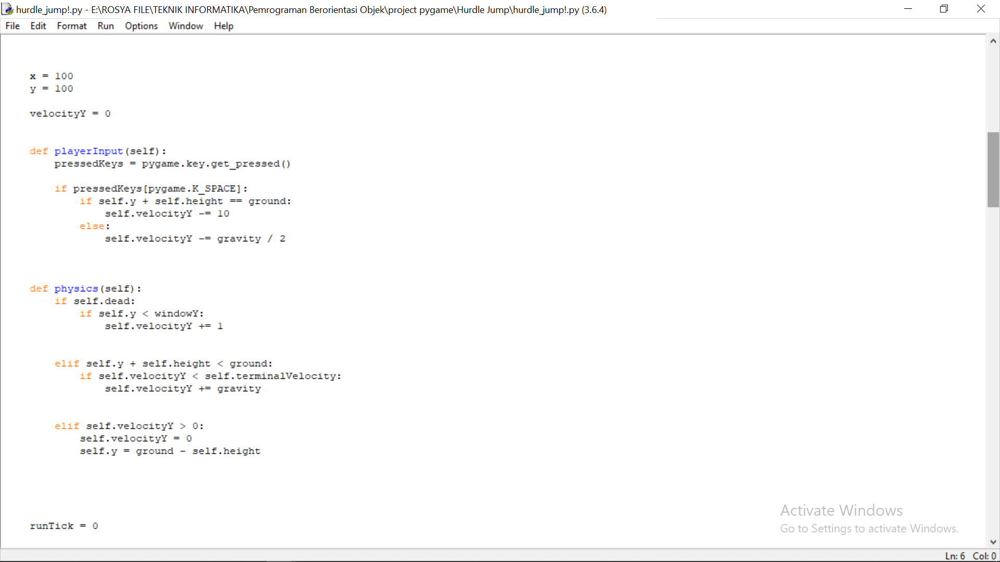 hurdle_jump!.py - E:\ROSYA FILE\TEKNIK INFORMATIKA\Pemrograman Berorientasi Objek\project pygame\Hurdle Jump\hurdle_jump!.py (3.6.4)
File Edit Format Run Options Window Help
x = 100
y = 100
velocityY = 0
def playerInput(self):
    pressedKeys = pygame.key.get_pressed()
    if pressedKeys[pygame.K_SPACE]:
        if self.y + self.height == ground:
            self.velocityY -= 10
        else:
            self.velocityY -= gravity / 2
def physics(self):
    if self.dead:
        if self.y < windowY:
            self.velocityY += 1
    elif self.y + self.height < ground:
        if self.velocityY < self.terminalVelocity:
            self.velocityY += gravity
    elif self.velocityY > 0:
        self.velocityY = 0
        self.y = ground - self.height
runTick = 0
Activate Windows
Go to Settings to activate Windows.
Ln: 6 Col: 0